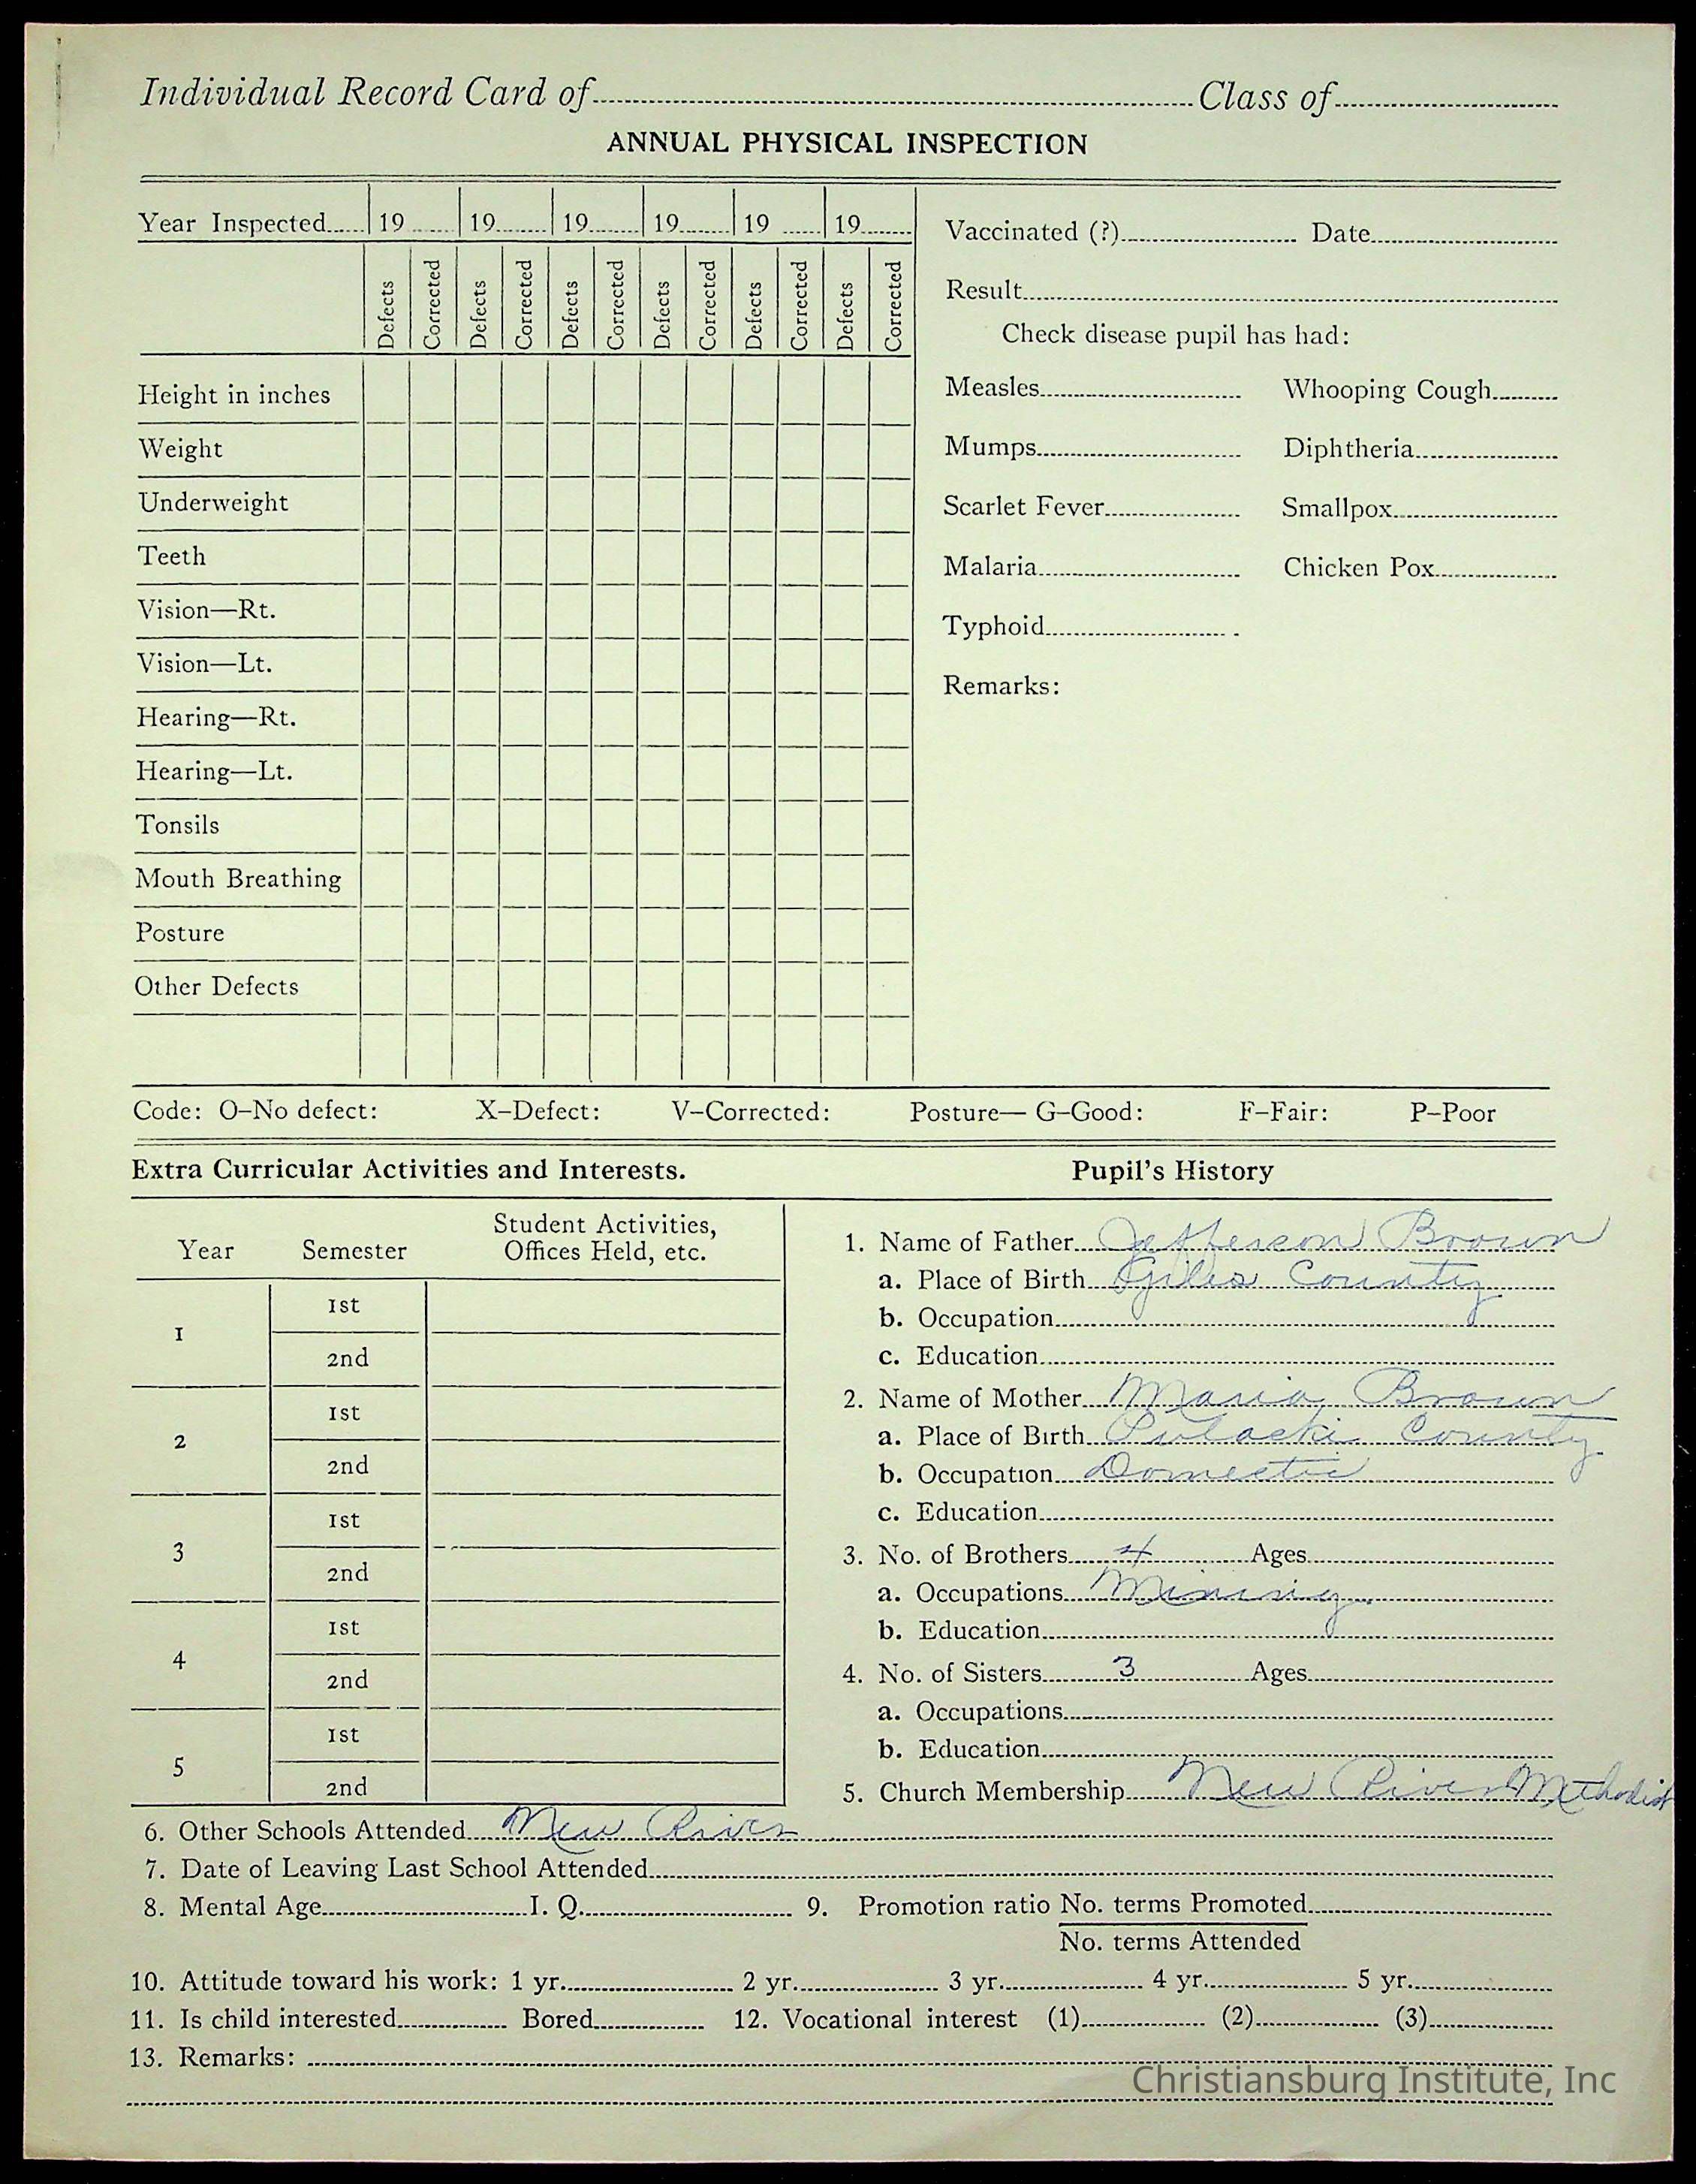 Individual Record Card of Class of
ANNUAL PHYSICAL INSPECTION
Year Inspected 19 19 19 19 19 19
Defects Corrected Defects Corrected Defects Corrected Defects Corrected Defects Corrected Defects Corrected
Height in inches
Weight
Underweight
Teeth
Vision—Rt.
Vision—Lt.
Hearing—Rt.
Hearing—Lt.
Tonsils
Mouth Breathing
Posture
Other Defects
Vaccinated (?) Date
Result
Check disease pupil has had:
Measles Whooping Cough
Mumps Diphtheria
Scarlet Fever Smallpox
Malaria Chicken Pox
Typhoid
Remarks:
Code: O–No defect: X–Defect: V–Corrected: Posture— G–Good: F–Fair: P–Poor
Extra Curricular Activities and Interests.
Year Semester Student Activities, Offices Held, etc.
1 1st
2nd
2 1st
2nd
3 1st
2nd
4 1st
2nd
5 1st
2nd
Pupil's History
1. Name of Father Jefferson Brown
a. Place of Birth Giles County
b. Occupation
c. Education
2. Name of Mother Maria Brown
a. Place of Birth Pulaski County
b. Occupation Domestic
c. Education
3. No. of Brothers 4 Ages
a. Occupations Mining
b. Education
4. No. of Sisters 3 Ages
a. Occupations
b. Education
5. Church Membership New River Methodist
6. Other Schools Attended New River
7. Date of Leaving Last School Attended
8. Mental Age I. Q. 9. Promotion ratio No. terms Promoted
No. terms Attended
10. Attitude toward his work: 1 yr. 2 yr. 3 yr. 4 yr. 5 yr.
11. Is child interested Bored 12. Vocational interest (1) (2) (3)
13. Remarks:
Christiansburg Institute, Inc